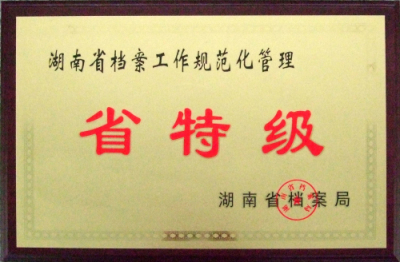 湖南省档案工作规范化管理
省特级
湖南省档案局